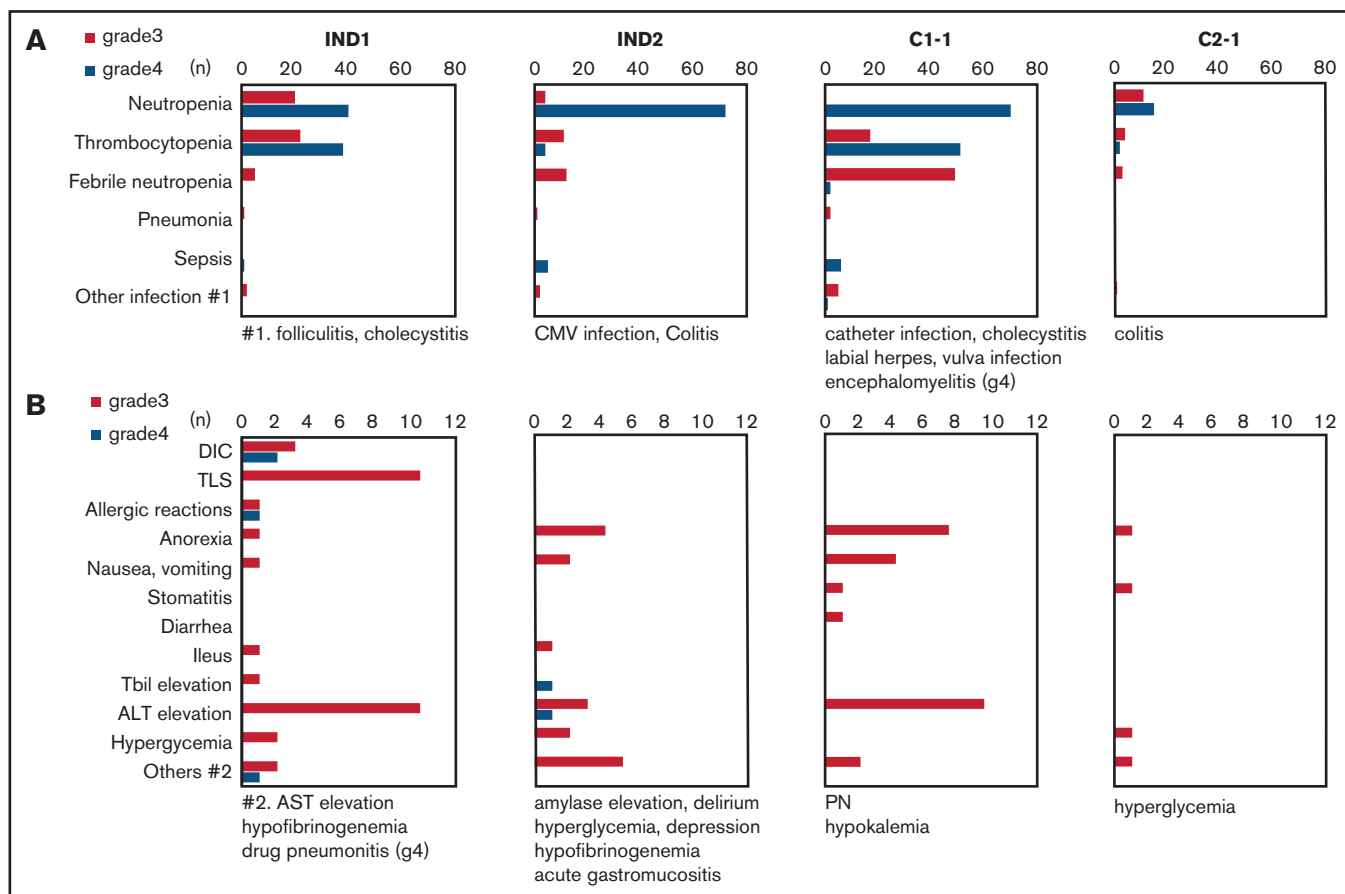 A
grade3
grade4
(n)
IND1
IND2
C1-1
C2-1
0 20 40 60 80
0 20 40 60 80
0 20 40 60 80
0 20 40 60 80
Neutropenia
Thrombocytopenia
Febrile neutropenia
Pneumonia
Sepsis
Other infection #1
#1. folliculitis, cholecystitis
CMV infection, Colitis
catheter infection, cholecystitis
labial herpes, vulva infection
encephalomyelitis (g4)
colitis
B
grade3
grade4
(n)
0 2 4 6 8 10 12
0 2 4 6 8 10 12
0 2 4 6 8 10 12
0 2 4 6 8 10 12
DIC
TLS
Allergic reactions
Anorexia
Nausea, vomiting
Stomatitis
Diarrhea
Ileus
Tbil elevation
ALT elevation
Hypergycemia
Others #2
#2. AST elevation
hypofibrinogenemia
drug pneumonitis (g4)
amylase elevation, delirium
hyperglycemia, depression
hypofibrinogenemia
acute gastromucositis
PN
hypokalemia
hyperglycemia